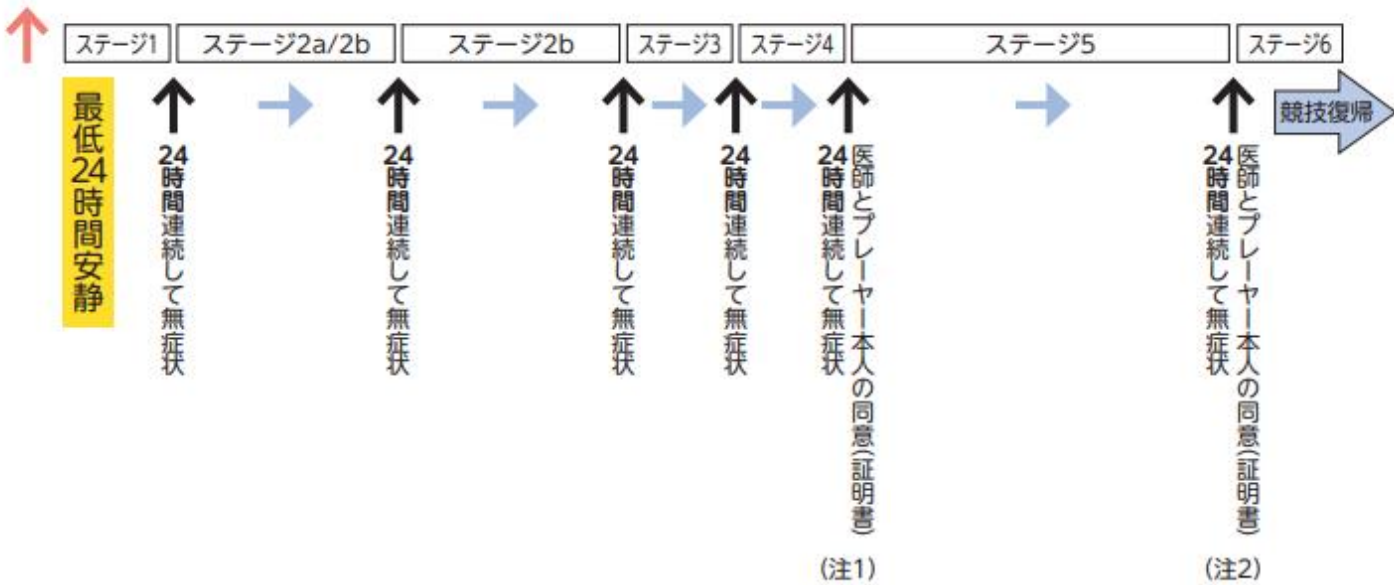 ステージ1
ステージ2a/2b
ステージ2b
ステージ3
ステージ4
ステージ5
ステージ6
最低24時間安静
24時間連続して無症状
24時間連続して無症状
24時間連続して無症状
24時間連続して無症状
24時間連続して無症状
医師とプレーヤー本人の同意(証明書)
(注1)
24時間連続して無症状
医師とプレーヤー本人の同意(証明書)
(注2)
競技復帰